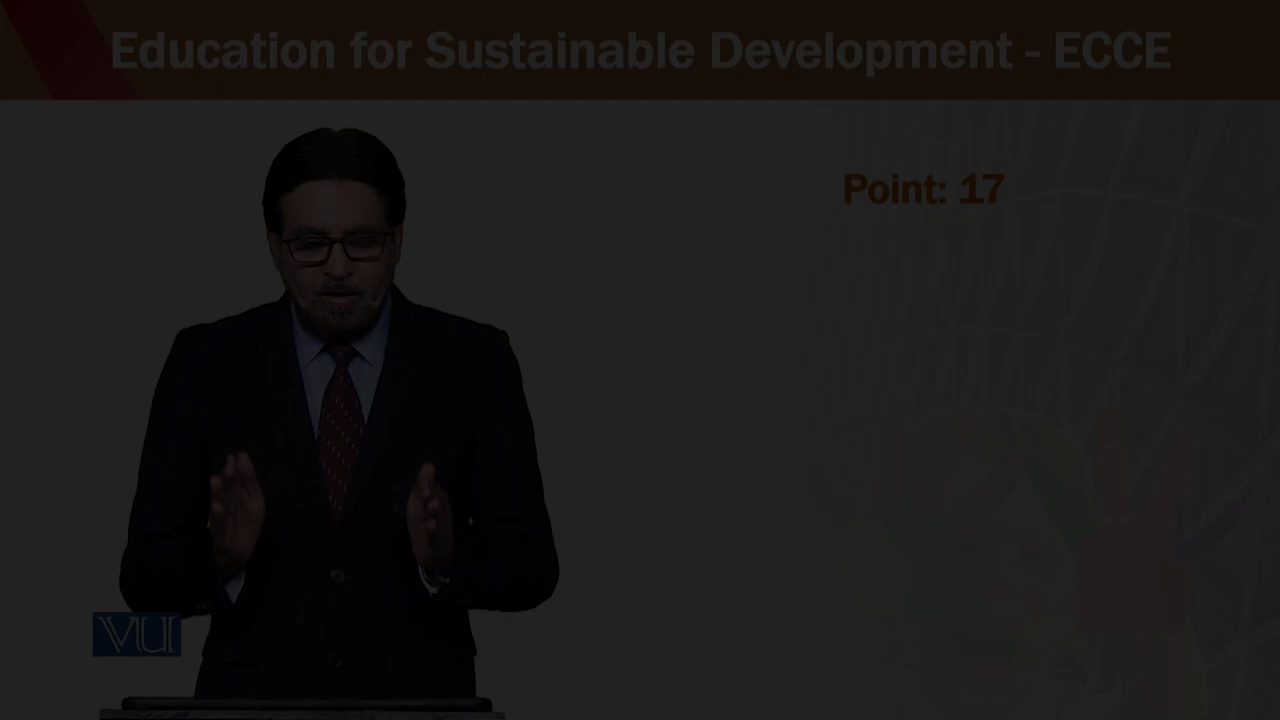 Education for Sustainable Development - ECCE
Point: 17
VU